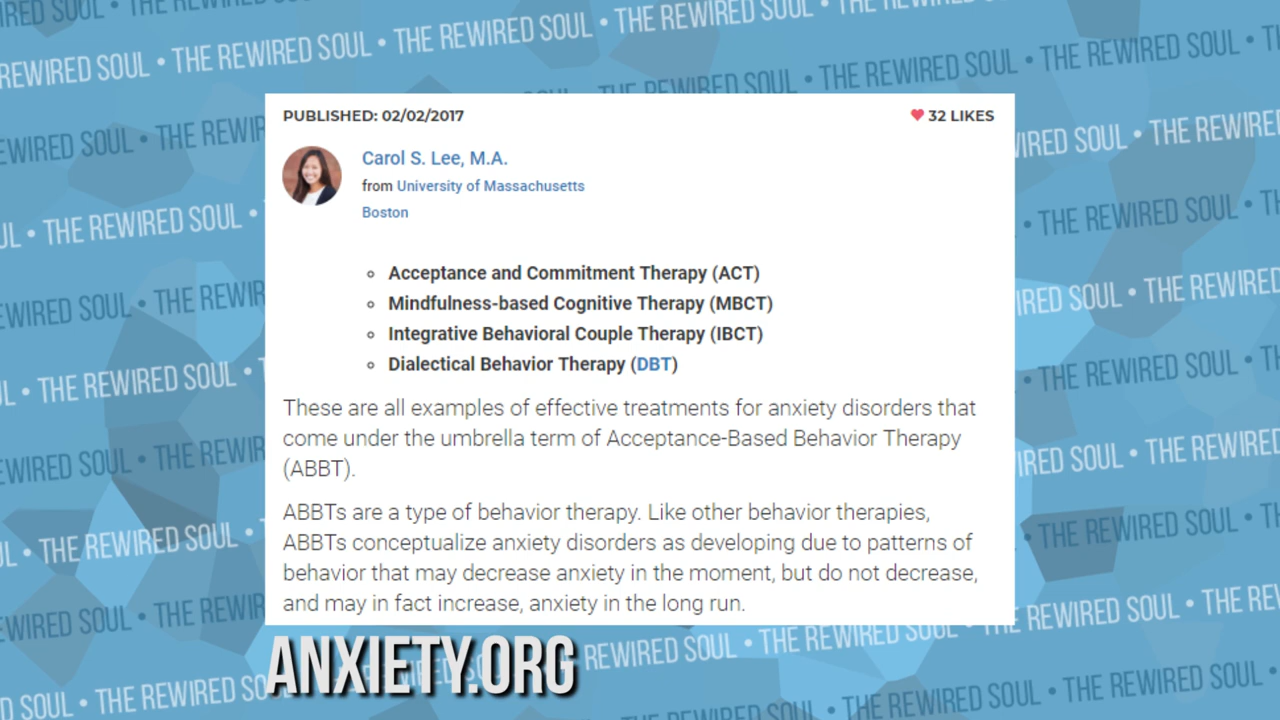 REWIRED SOUL • THE REWIRED SOUL • THE REWIRED SOUL • THE REWIRED SOUL • THE REWIRED SOUL
PUBLISHED: 02/02/2017
32 LIKES
Carol S. Lee, M.A.
from University of Massachusetts
Boston
Acceptance and Commitment Therapy (ACT)
Mindfulness-based Cognitive Therapy (MBCT)
Integrative Behavioral Couple Therapy (IBCT)
Dialectical Behavior Therapy (DBT)
These are all examples of effective treatments for anxiety disorders that
come under the umbrella term of Acceptance-Based Behavior Therapy
(ABBT).
ABBTs are a type of behavior therapy. Like other behavior therapies,
ABBTs conceptualize anxiety disorders as developing due to patterns of
behavior that may decrease anxiety in the moment, but do not decrease,
and may in fact increase, anxiety in the long run.
ANXIETY.ORG